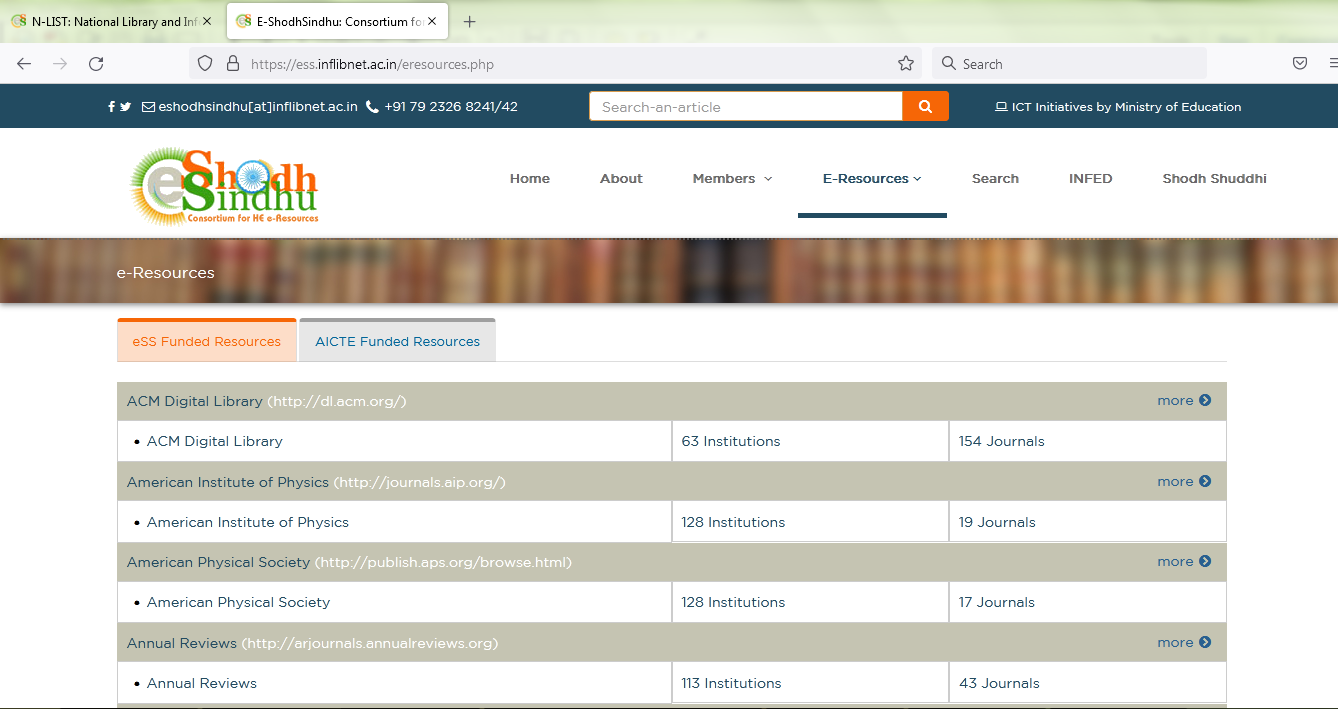 N-LIST: National Library and Inf
E-ShodhSindhu: Consortium fo
https://ess.inflibnet.ac.in/eresources.php
Search
eshodhsindhu[at]inflibnet.ac.in +91 79 2326 8241/42
Search-an-article
ICT Initiatives by Ministry of Education
eShodh
Sindhu
Consortium for HE e-Resources
Home About Members E-Resources Search INFED Shodh Shuddhi
e-Resources
eSS Funded Resources AICTE Funded Resources
ACM Digital Library (http://dl.acm.org/) more
• ACM Digital Library 63 Institutions 154 Journals
American Institute of Physics (http://journals.aip.org/) more
• American Institute of Physics 128 Institutions 19 Journals
American Physical Society (http://publish.aps.org/browse.html) more
• American Physical Society 128 Institutions 17 Journals
Annual Reviews (http://arjournals.annualreviews.org) more
• Annual Reviews 113 Institutions 43 Journals